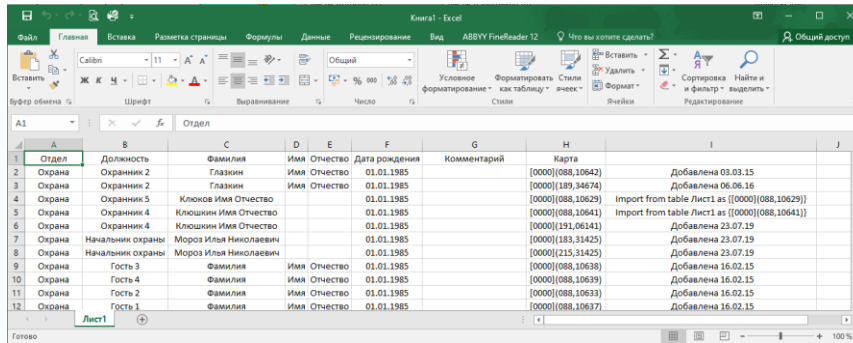 Книга1 - Excel
Файл Главная Вставка Разметка страницы Формулы Данные Рецензирование Вид ABBYY FineReader 12 Что вы хотите сделать? Общий доступ
Calibri 11 Общий Вставить
Вставить Ж К Ч % 000 Условное форматирование Форматировать как таблицу Стили ячеек Удалить Формат Сортировка и фильтр Найти и выделить
Буфер обмена Шрифт Выравнивание Число Стили Ячейки Редактирование
A1 fx Отдел
A B C D E F G H I J
1 Отдел Должность Фамилия Имя Отчество Дата рождения Комментарий Карта
2 Охрана Охранник 2 Глазкин Имя Отчество 01.01.1985 [0000](088,10642) Добавлена 03.03.15
3 Охрана Охранник 2 Глазкин Имя Отчество 01.01.1985 [0000](189,34674) Добавлена 06.06.16
4 Охрана Охранник 5 Клюков Имя Отчество 01.01.1985 [0000](088,10629) Import from table Лист1 as {[0000](088,10629)}
5 Охрана Охранник 4 Клюшкин Имя Отчество 01.01.1985 [0000](088,10641) Import from table Лист1 as {[0000](088,10641)}
6 Охрана Охранник 4 Клюшкин Имя Отчество 01.01.1985 [0000](191,06141) Добавлена 23.07.19
7 Охрана Начальник охраны Мороз Илья Николаевич 01.01.1985 [0000](183,31425) Добавлена 23.07.19
8 Охрана Начальник охраны Мороз Илья Николаевич 01.01.1985 [0000](215,31425) Добавлена 23.07.19
9 Охрана Гость 3 Фамилия Имя Отчество 01.01.1985 [0000](088,10638) Добавлена 16.02.15
10 Охрана Гость 4 Фамилия Имя Отчество 01.01.1985 [0000](088,10639) Добавлена 16.02.15
11 Охрана Гость 2 Фамилия Имя Отчество 01.01.1985 [0000](088,10633) Добавлена 16.02.15
12 Охрана Гость 1 Фамилия Имя Отчество 01.01.1985 [0000](088,10637) Добавлена 16.02.15
Лист1
Готово 100 %